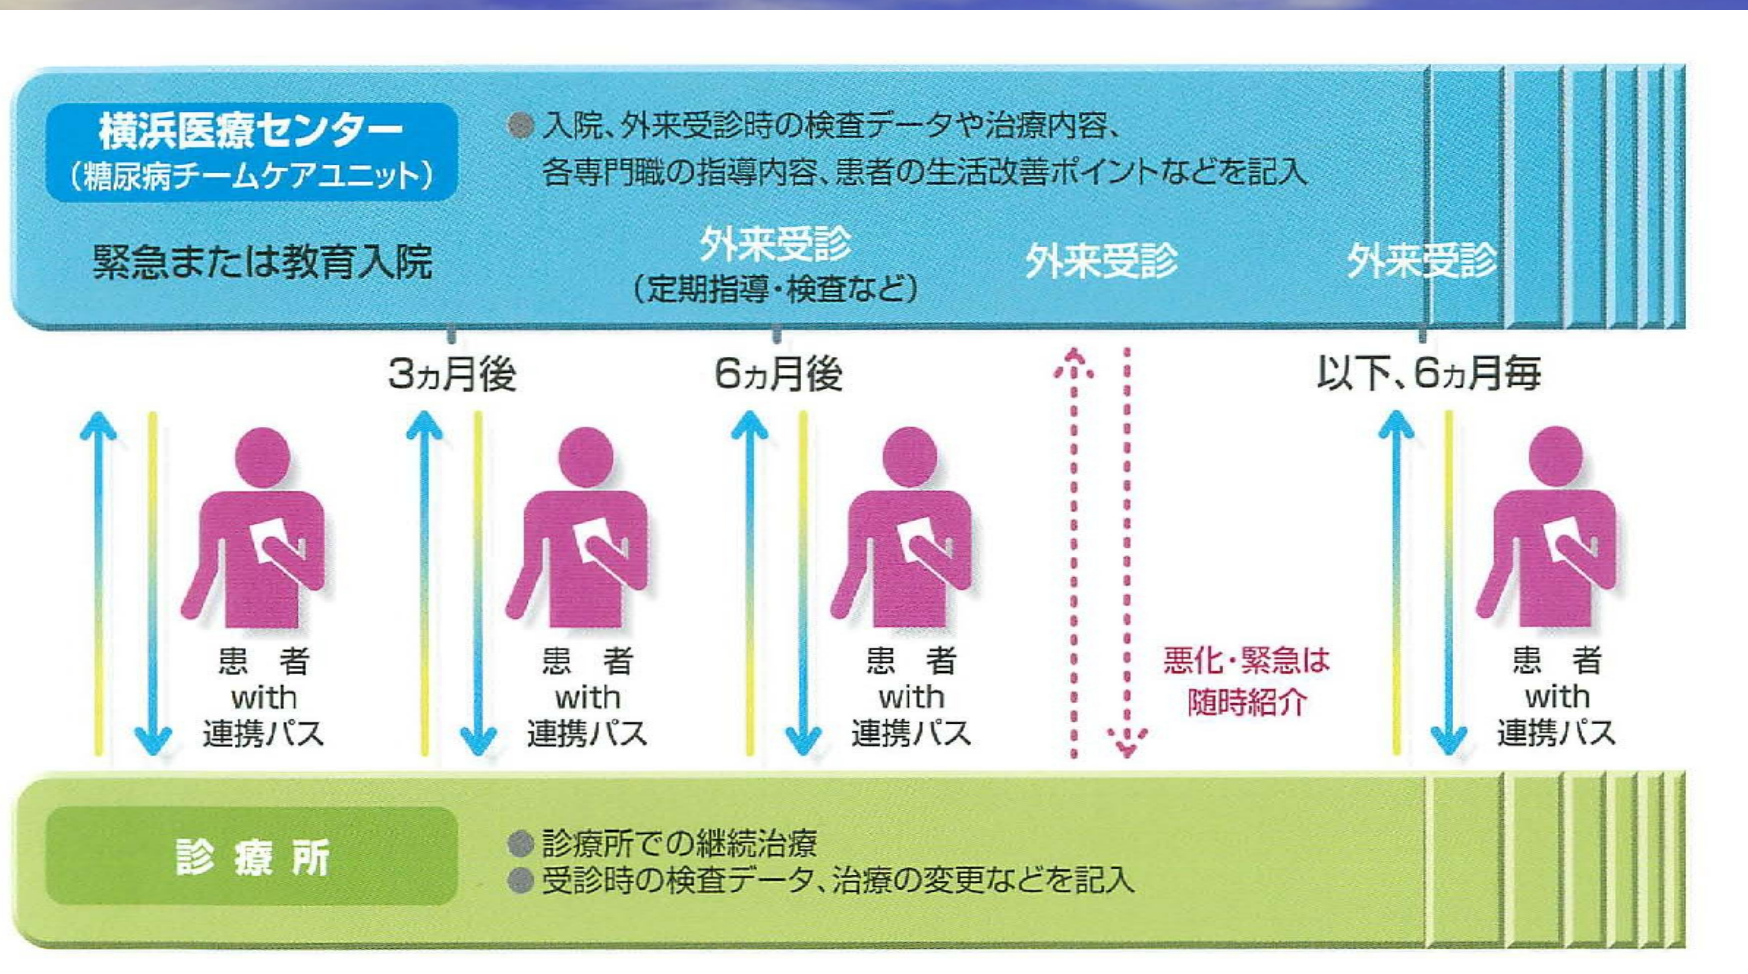 横浜医療センター
（糖尿病チームケアユニット）
●入院、外来受診時の検査データや治療内容、
各専門職の指導内容、患者の生活改善ポイントなどを記入
緊急または教育入院
外来受診
（定期指導・検査など）
外来受診
外来受診
3ヵ月後
6ヵ月後
以下、6ヵ月毎
患 者
with
連携パス
患 者
with
連携パス
患 者
with
連携パス
悪化・緊急は
随時紹介
患 者
with
連携パス
診 療 所
●診療所での継続治療
●受診時の検査データ、治療の変更などを記入